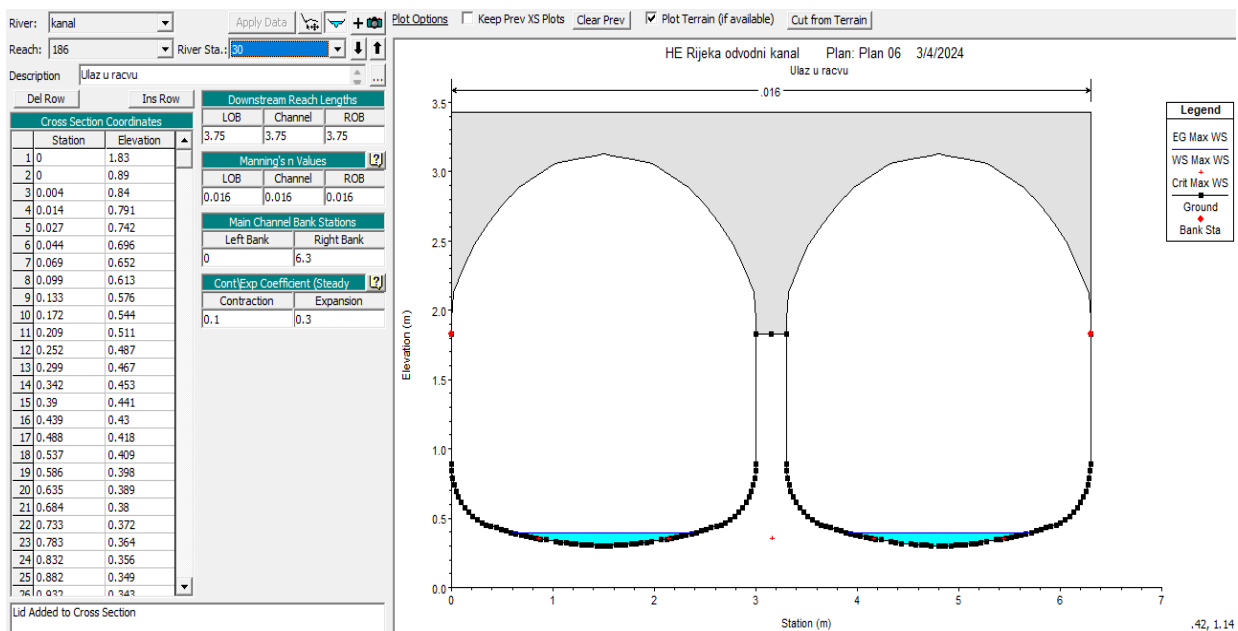 River: kanal Apply Data + Plot Options Keep Prev XS Plots Clear Prev Plot Terrain (if available) Cut from Terrain
Reach: 186 River Sta.: 30
Description Ulaz u racvu ...
Del Row Ins Row
Cross Section Coordinates
Station Elevation
1 0 1.83
2 0 0.89
3 0.004 0.84
4 0.014 0.791
5 0.027 0.742
6 0.044 0.696
7 0.069 0.652
8 0.099 0.613
9 0.133 0.576
10 0.172 0.544
11 0.209 0.511
12 0.252 0.487
13 0.299 0.467
14 0.342 0.453
15 0.39 0.441
16 0.439 0.43
17 0.488 0.418
18 0.537 0.409
19 0.586 0.398
20 0.635 0.389
21 0.684 0.38
22 0.733 0.372
23 0.783 0.364
24 0.832 0.356
25 0.882 0.349
26 0.932 0.343
Lid Added to Cross Section
Downstream Reach Lengths
LOB Channel ROB
3.75 3.75 3.75
Manning's n Values ?
LOB Channel ROB
0.016 0.016 0.016
Main Channel Bank Stations
Left Bank Right Bank
0 6.3
Cont\Exp Coefficient (Steady ?
Contraction Expansion
0.1 0.3
HE Rijeka odvodni kanal Plan: Plan 06 3/4/2024
Ulaz u racvu
.016
3.5
3.0
2.5
2.0
1.5
1.0
0.5
0.0
Elevation (m)
0 1 2 3 4 5 6 7
Station (m)
Legend
EG Max WS
WS Max WS
Crit Max WS
Ground
Bank Sta
.42, 1.14